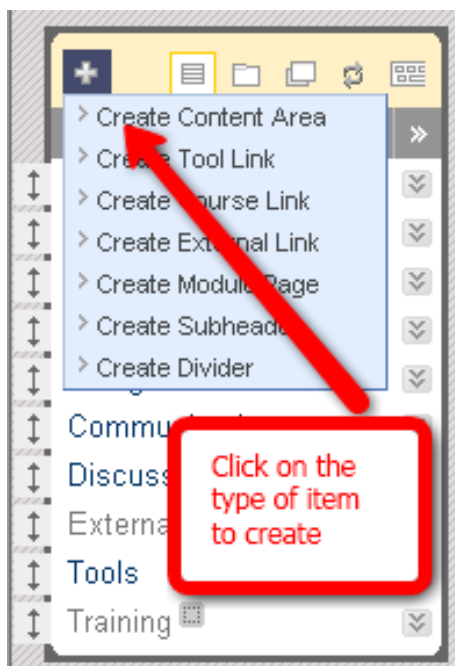 Create Content Area
Create Tool Link
Create Course Link
Create External Link
Create Module Page
Create Subheader
Create Divider
Click on the
type of item
to create
Tools
Training